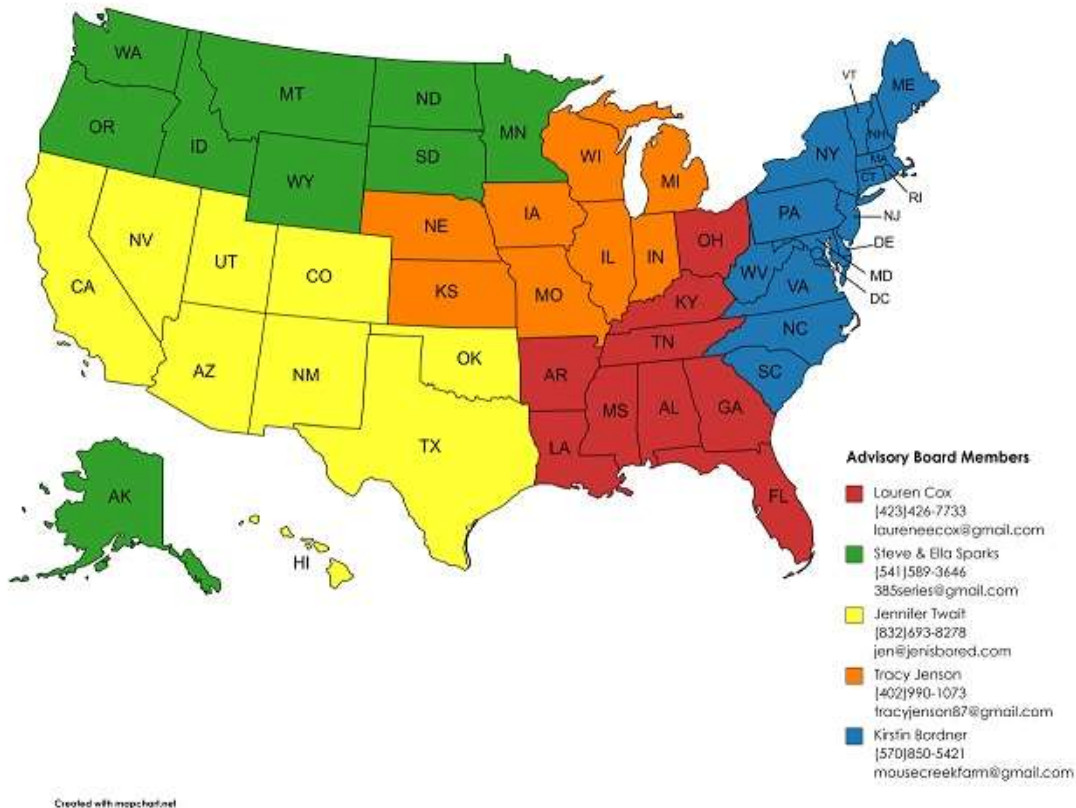 WA
MT
ND
MN
OR
ID
SD
WY
WI
MI
VT
ME
NH
NY
MA
CT
RI
NV
UT
CO
CA
NE
IA
KS
IL
IN
MO
OH
PA
NJ
DE
MD
DC
WV
VA
KY
NC
TN
SC
AZ
NM
OK
TX
AR
LA
MS
AL
GA
FL
AK
HI
Advisory Board Members
Lauren Cox
(423)426-7733
laureneecox@gmail.com
Steve & Ella Sparks
(541)589-3646
385series@gmail.com
Jennifer Twait
(832)693-8278
jen@jenisbored.com
Tracy Jenson
(402)990-1073
tracyjenson87@gmail.com
Kirstin Bordner
(570)850-5421
mousecreekfarm@gmail.com
Created with mapchart.net